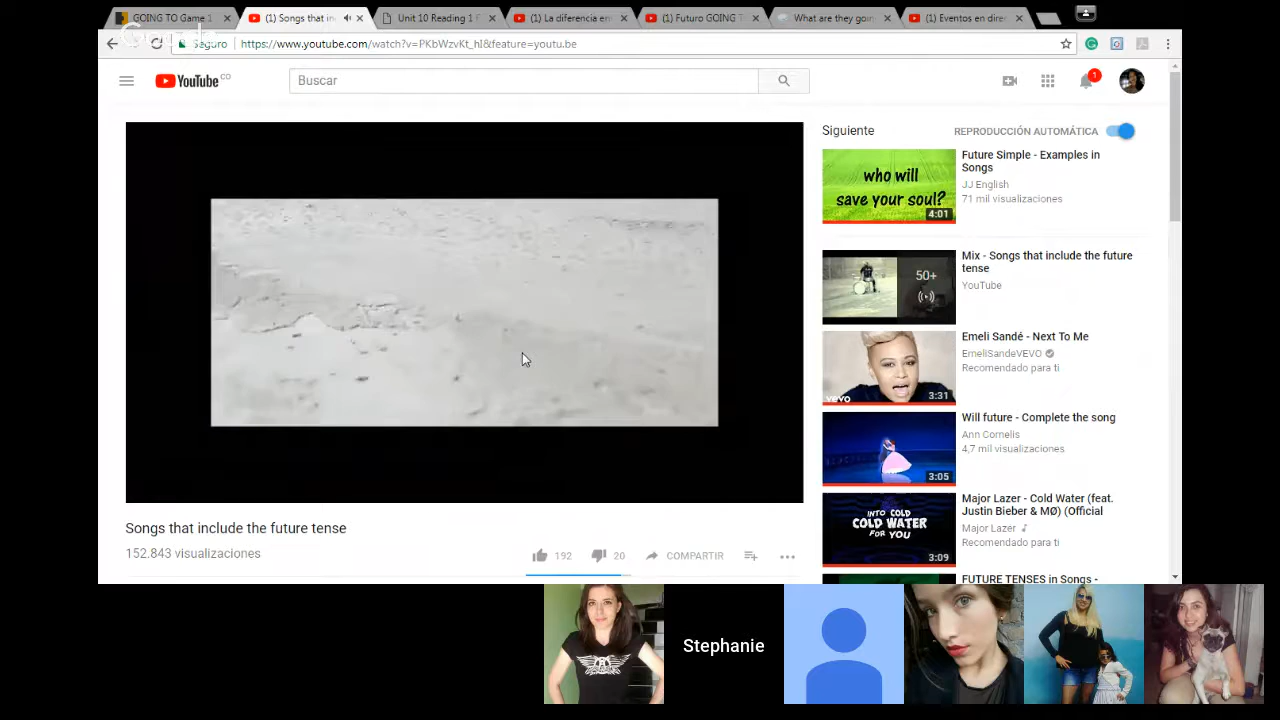 GOING TO Game 1
(1) Songs that in
Unit 10 Reading 1 F
(1) La diferencia en
(1) Futuro GOING T
What are they gon
(1) Eventos en dire
Seguro
https://www.youtube.com/watch?v=PKbWzvKt_hI&feature=youtu.be
YouTube CO
Buscar
1
Siguiente
REPRODUCCIÓN AUTOMÁTICA
who will
save your soul?
4:01
Future Simple - Examples in
Songs
JJ English
71 mil visualizaciones
50+
Mix - Songs that include the future
tense
YouTube
vevo
3:31
Emeli Sandé - Next To Me
EmeliSandeVEVO
Recomendado para ti
3:05
Will future - Complete the song
Ann Cornelis
4,7 mil visualizaciones
INTO COLD
COLD WATER
FOR YOU
3:09
Major Lazer - Cold Water (feat.
Justin Bieber & MØ) (Official
Major Lazer
Recomendado para ti
FUTURE TENSES in Songs -
Songs that include the future tense
152.843 visualizaciones
192
20
COMPARTIR
Stephanie